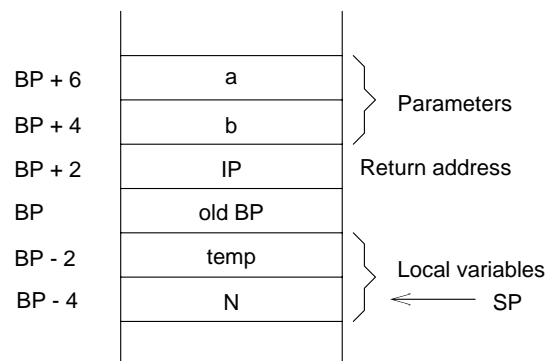 BP + 6 a
Parameters
BP + 4 b
BP + 2 IP Return address
BP old BP
BP - 2 temp
Local variables
BP - 4 N SP